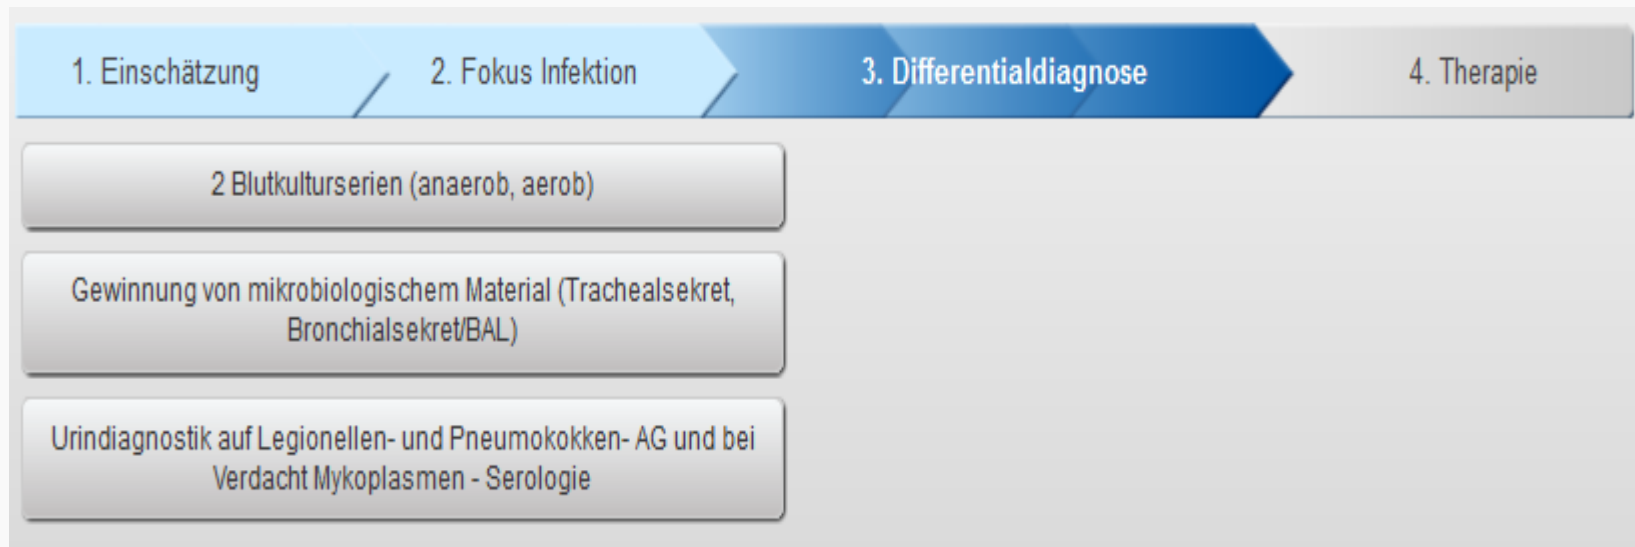 1. Einschätzung
2. Fokus Infektion
3. Differentialdiagnose
4. Therapie
2 Blutkulturserien (anaerob, aerob)
Gewinnung von mikrobiologischem Material (Trachealsekret,
Bronchialsekret/BAL)
Urindiagnostik auf Legionellen- und Pneumokokken- AG und bei
Verdacht Mykoplasmen - Serologie